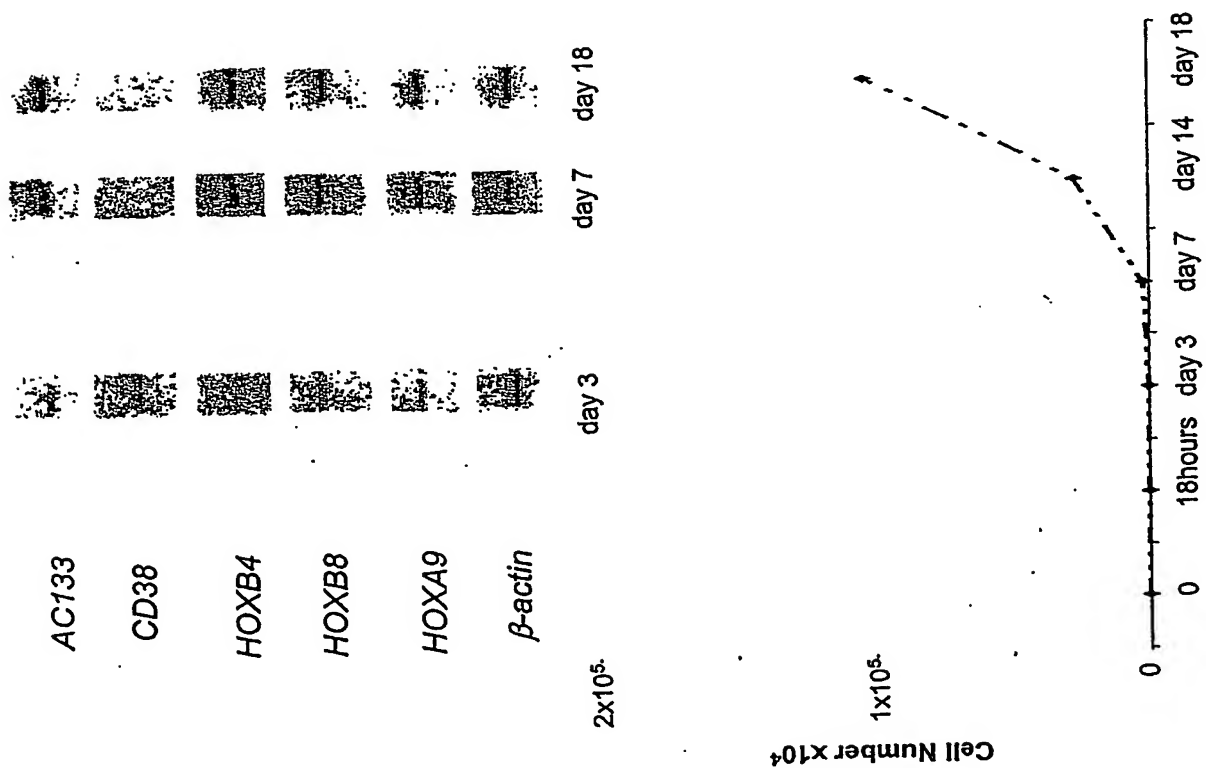 AC133
CD38
HOXB4
HOXB8
HOXA9
β-actin
day 3
day 7
day 18
2x10⁵
1x10⁵
0
Cell Number x10⁴
0
18hours
day 3
day 7
day 14
day 18